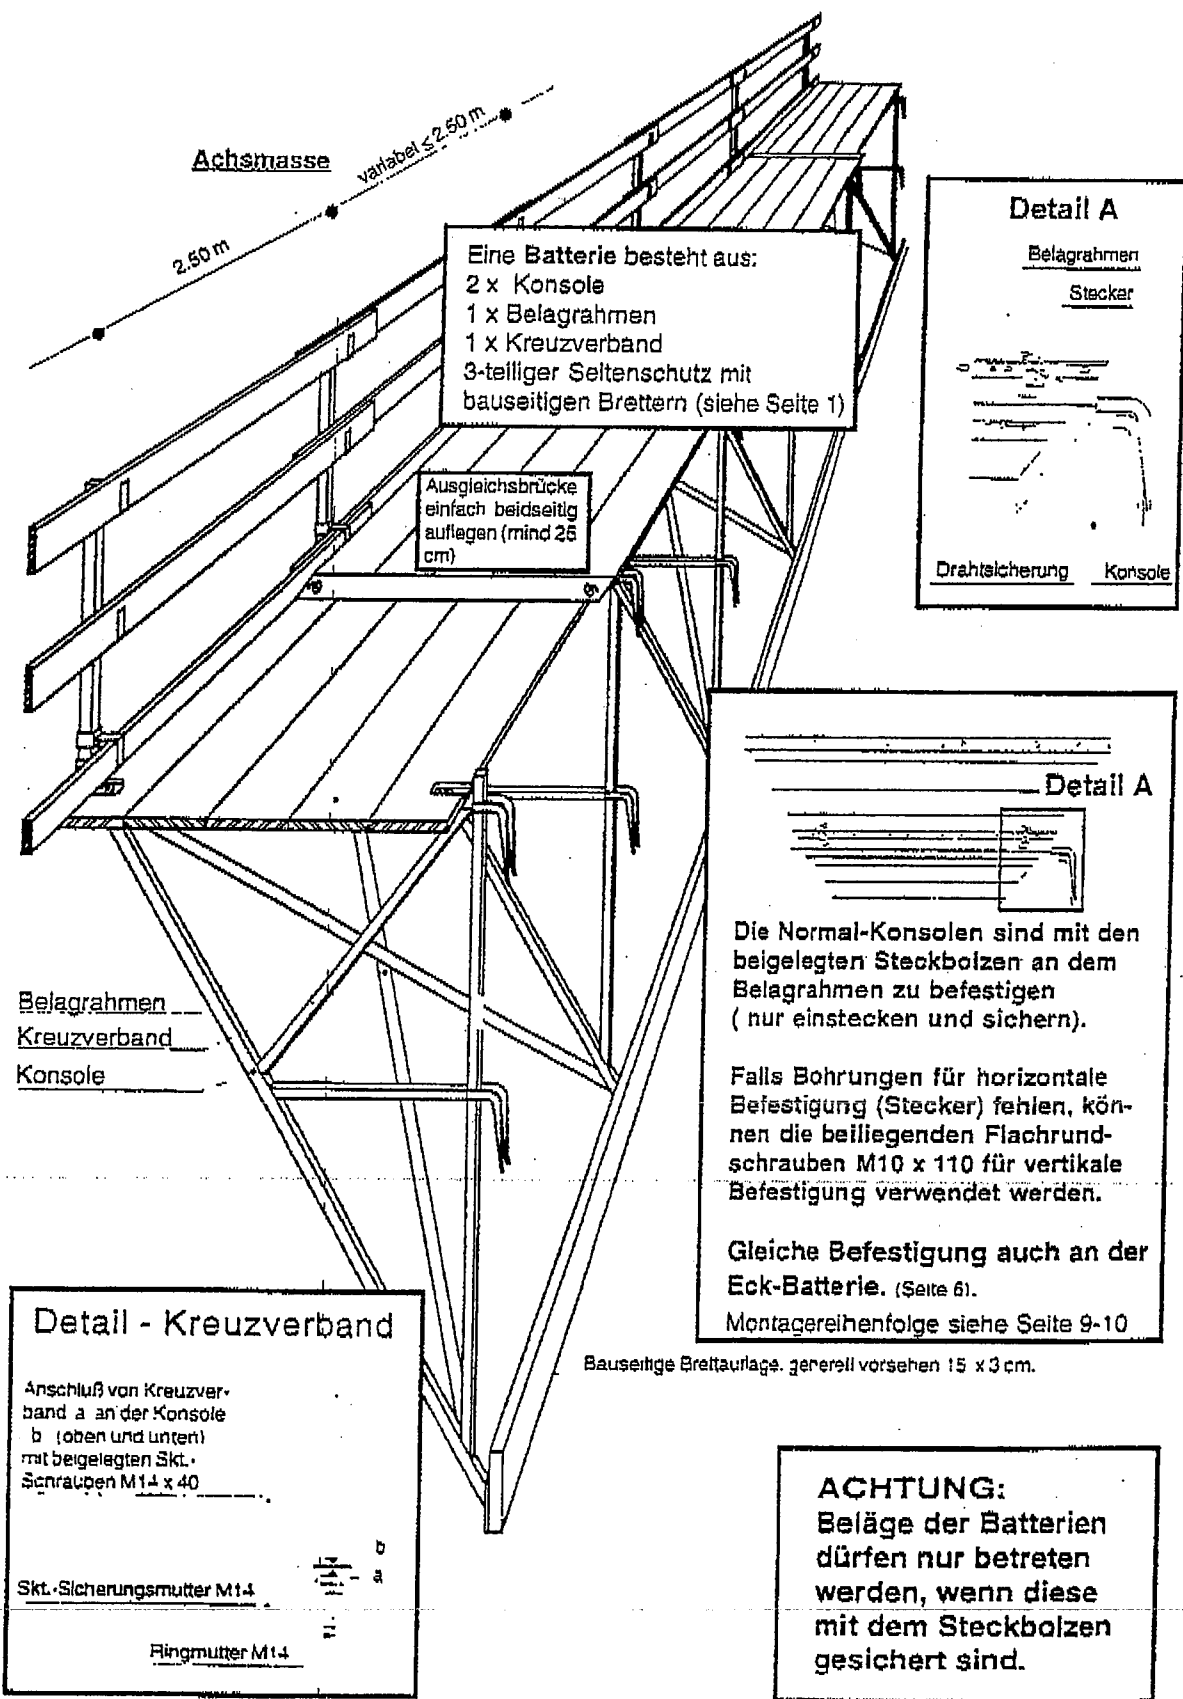 Achsmasse
variabel ≤ 2.50 m
2.50 m
Eine Batterie besteht aus:
2 x Konsole
1 x Belagrahmen
1 x Kreuzverband
3-teiliger Seitenschutz mit
bauseitigen Brettern (siehe Seite 1)
Detail A
Belagrahmen
Stecker
Drahtsicherung Konsole
Ausgleichsbrücke
einfach beidseitig
auflegen (mind 25
cm)
Detail A
Die Normal-Konsolen sind mit den
beigelegten Steckbolzen an dem
Belagrahmen zu befestigen
( nur einstecken und sichern).
Falls Bohrungen für horizontale
Befestigung (Stecker) fehlen, kön-
nen die beiliegenden Flachrund-
schrauben M10 x 110 für vertikale
Befestigung verwendet werden.
Gleiche Befestigung auch an der
Eck-Batterie. (Seite 6).
Montagereihenfolge siehe Seite 9-10
Belagrahmen
Kreuzverband
Konsole
Bauseitige Brettauflage. generell vorsehen 15 x 3 cm.
Detail - Kreuzverband
Anschluß von Kreuzver-
band a an der Konsole
b (oben und unten)
mit beigelegten Skt.-
Schrauben M14 x 40
b
a
Skt.-Sicherungsmutter M14
Ringmutter M14
ACHTUNG:
Beläge der Batterien
dürfen nur betreten
werden, wenn diese
mit dem Steckbolzen
gesichert sind.